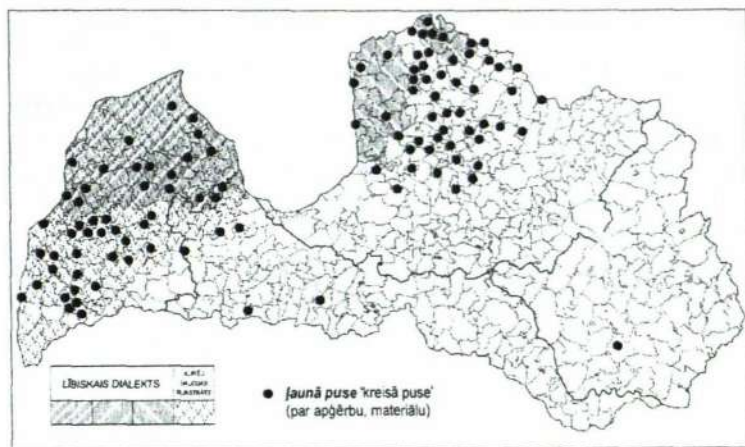 LĪBISKAIS DIALEKTS
● ļaunā puse 'kreisā puse'
(par apģērbu, materiālu)